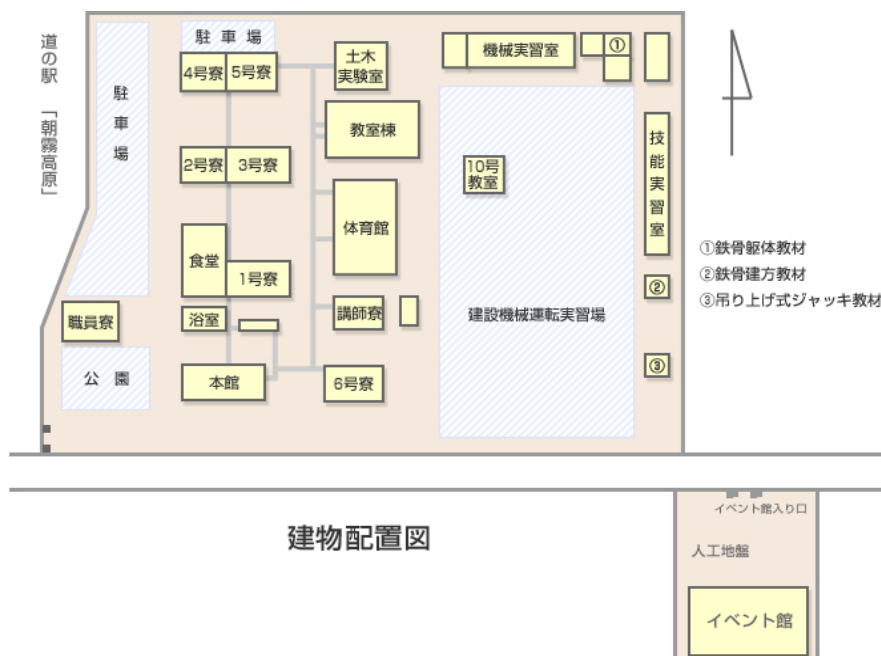 道の駅 「朝霧高原」
駐車場
駐車場
4号寮
5号寮
土木
実験室
機械実習室
①
教室棟
2号寮
3号寮
10号
教室
技能実習室
体育館
食堂
1号寮
①鉄骨躯体教材
②鉄骨建方教材
③吊り上げ式ジャッキ教材
②
職員寮
浴室
講師寮
建設機械運転実習場
公園
本館
6号寮
③
イベント館入り口
建物配置図
人工地盤
イベント館